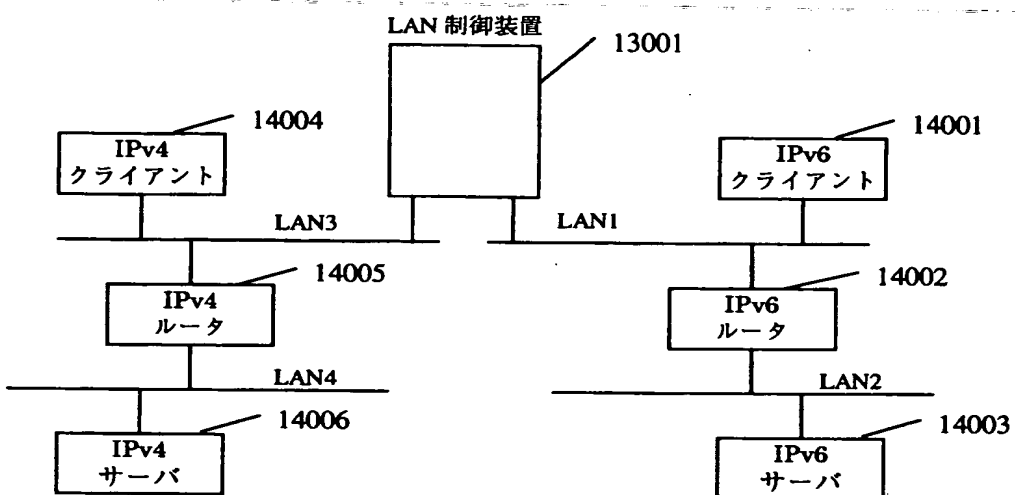 LAN 制御装置
13001
14004
IPv4
クライアント
14001
IPv6
クライアント
LAN3
LAN1
14005
IPv4
ルータ
14002
IPv6
ルータ
LAN4
LAN2
14006
IPv4
サーバ
14003
IPv6
サーバ